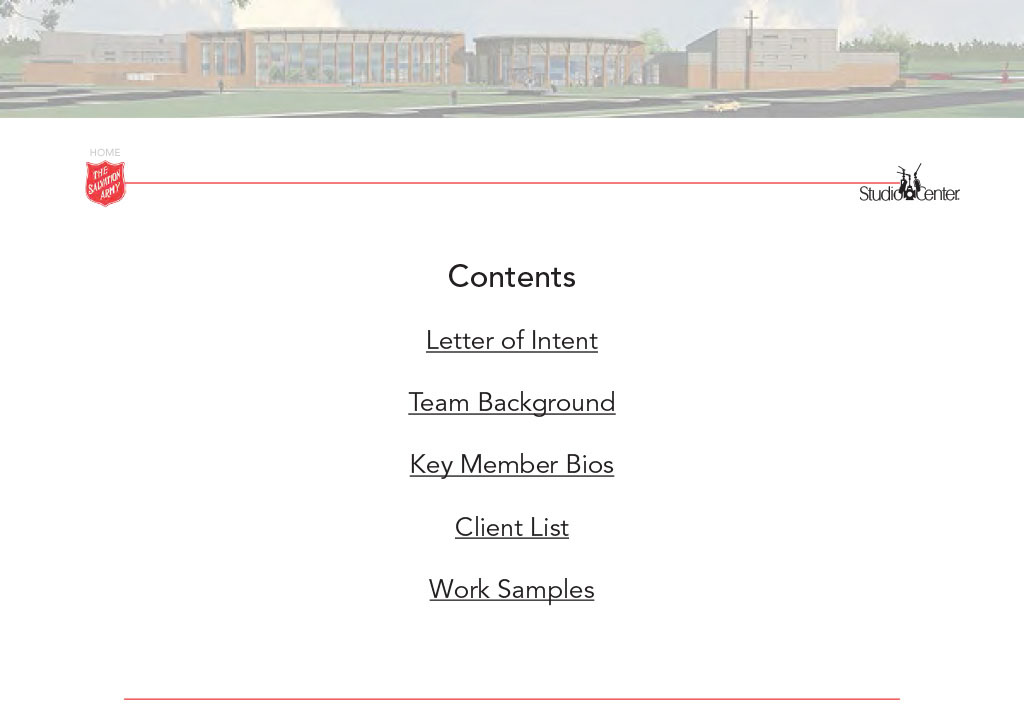 HOME
THE
SALVATION
ARMY
StudioCenter.
Contents
Letter of Intent
Team Background
Key Member Bios
Client List
Work Samples